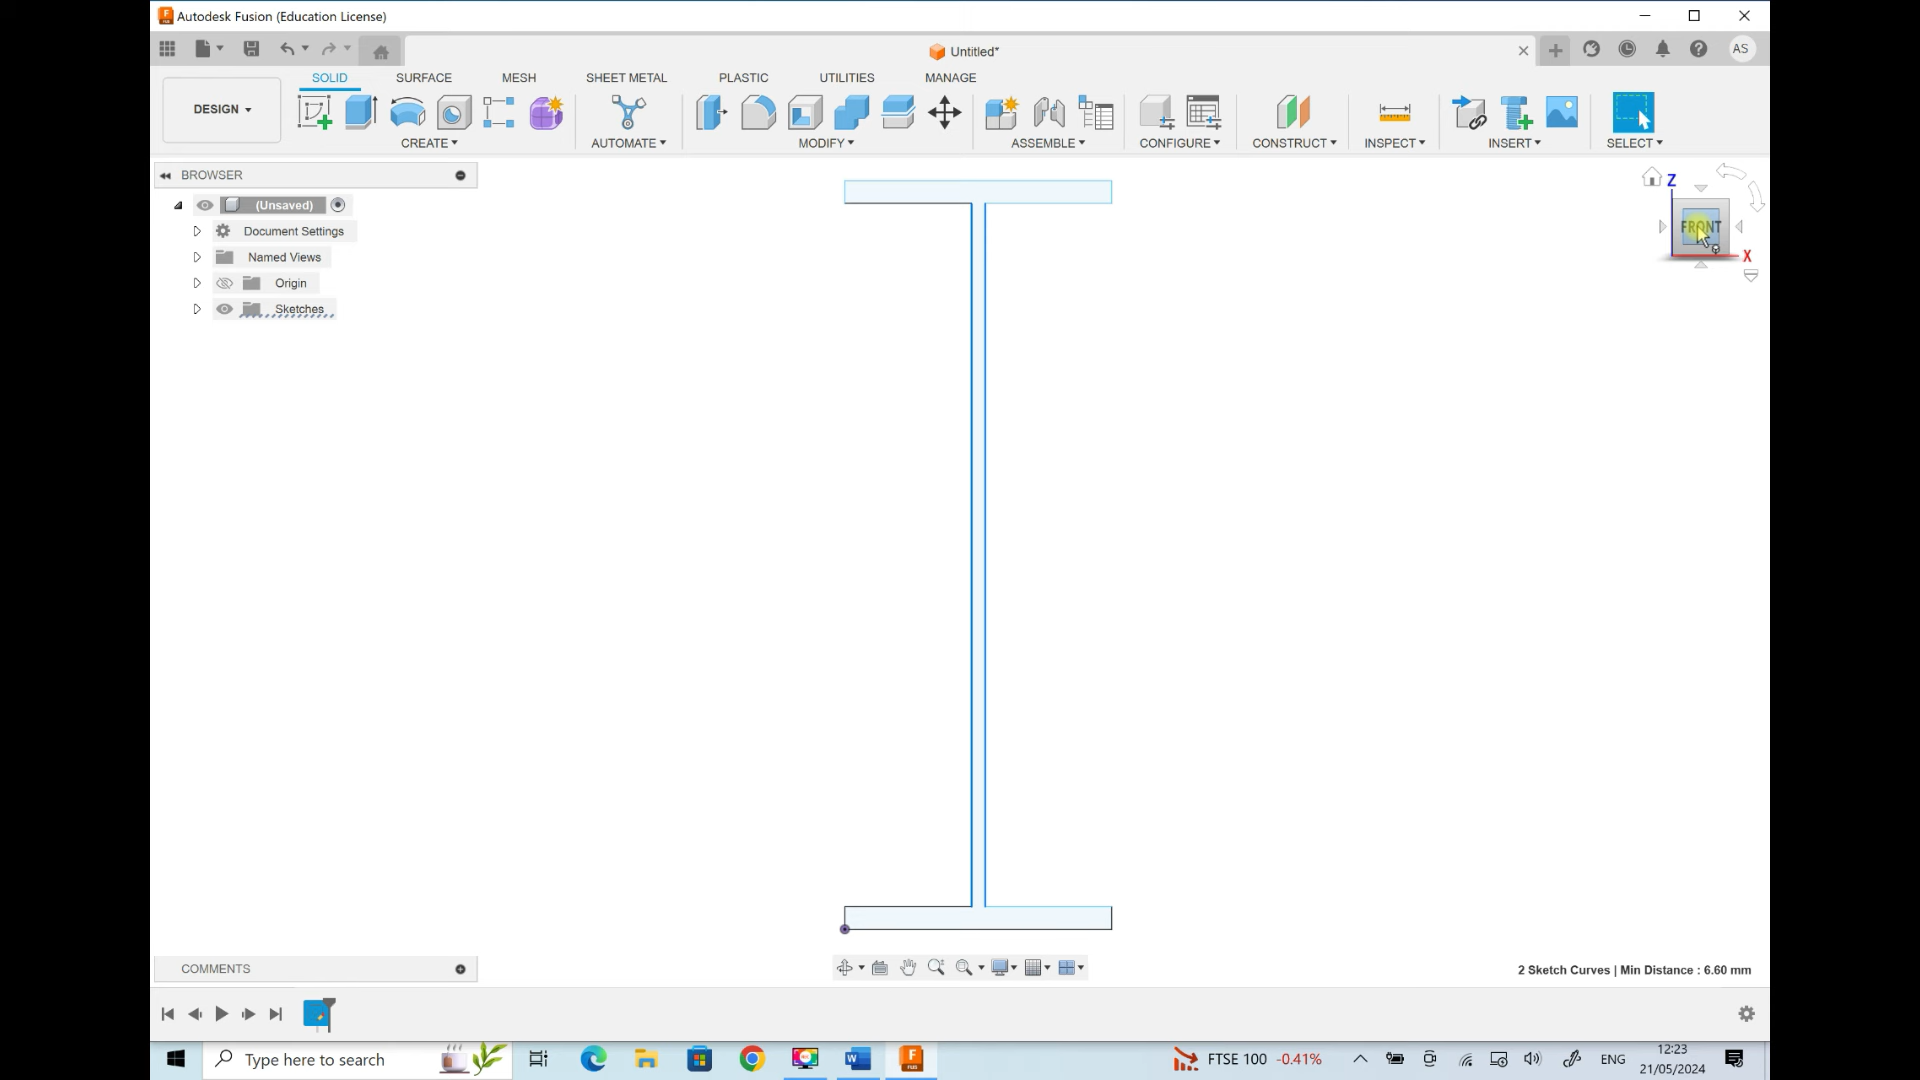 Autodesk Fusion (Education License)
Untitled*
AS
SOLID SURFACE MESH SHEET METAL PLASTIC UTILITIES MANAGE
DESIGN
CREATE AUTOMATE MODIFY ASSEMBLE CONFIGURE CONSTRUCT INSPECT INSERT SELECT
BROWSER
(Unsaved)
Document Settings
Named Views
Origin
Sketches
Z
FRONT
X
COMMENTS
2 Sketch Curves | Min Distance : 6.60 mm
Type here to search
FTSE 100 -0.41%
ENG
12:23
21/05/2024